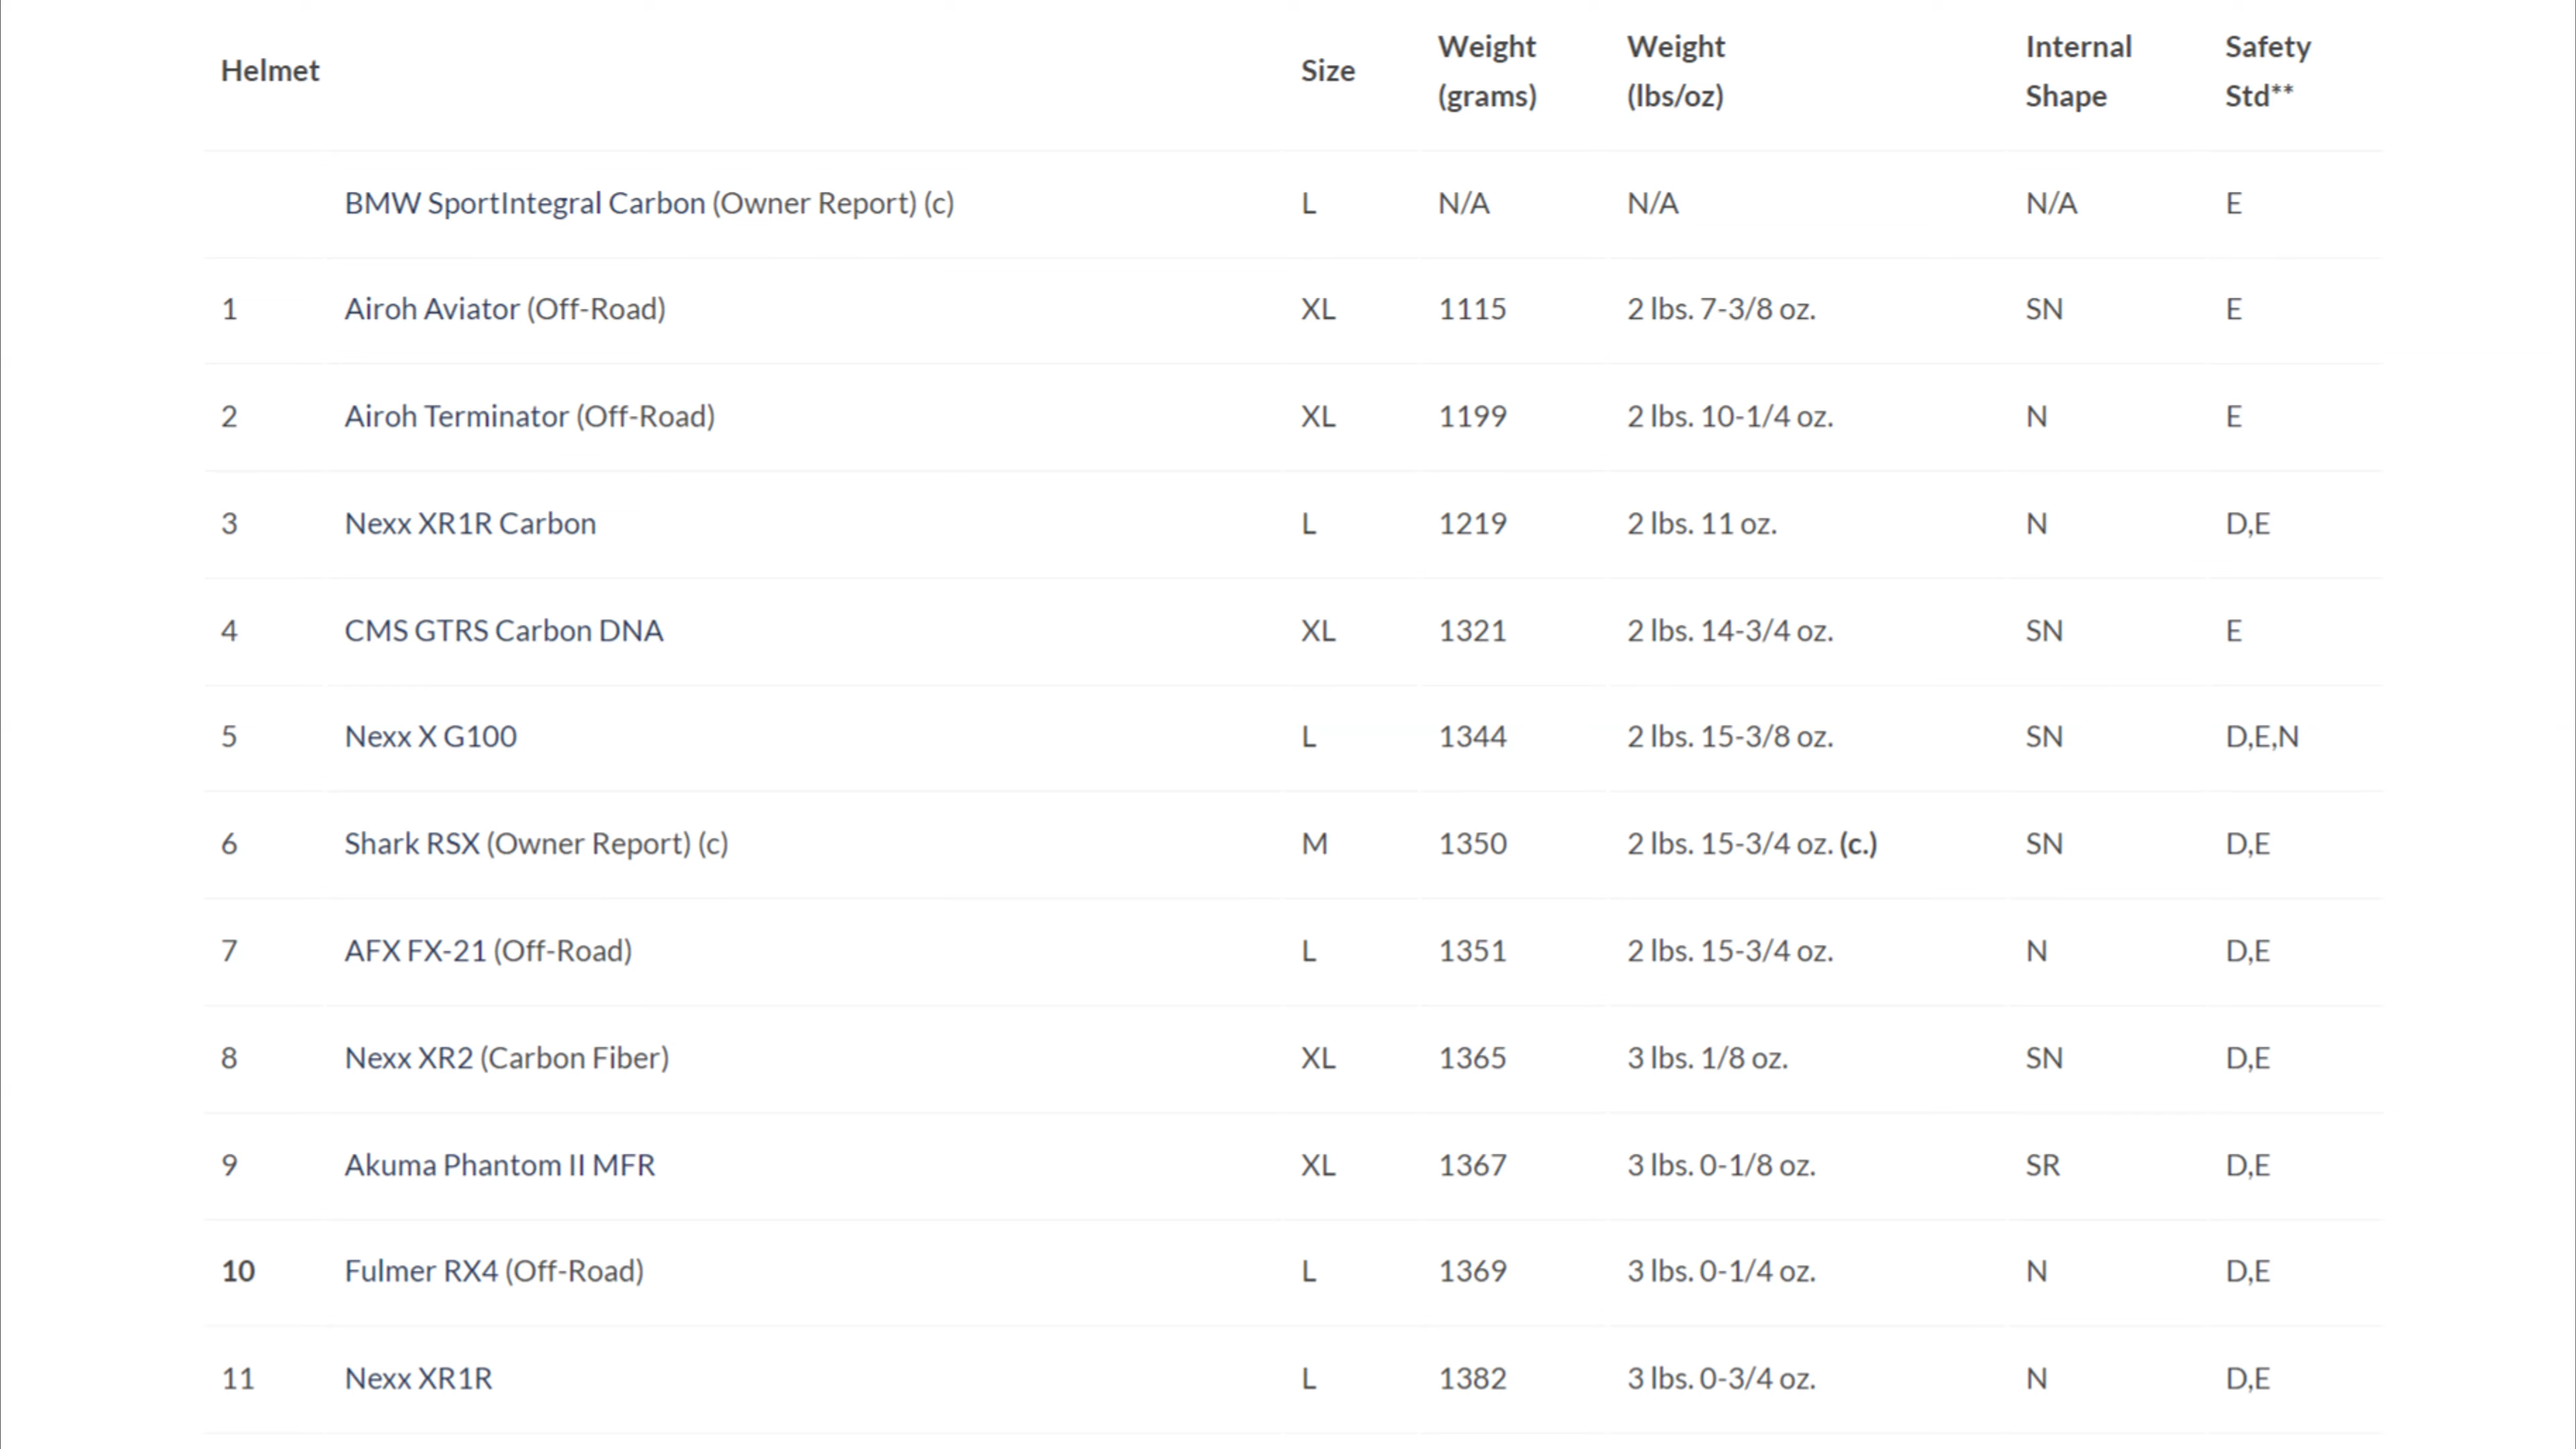 Helmet Size Weight (grams) Weight (lbs/oz) Internal Shape Safety Std**
BMW SportIntegral Carbon (Owner Report) (c) L N/A N/A N/A E
1 Airoh Aviator (Off-Road) XL 1115 2 lbs. 7-3/8 oz. SN E
2 Airoh Terminator (Off-Road) XL 1199 2 lbs. 10-1/4 oz. N E
3 Nexx XR1R Carbon L 1219 2 lbs. 11 oz. N D,E
4 CMS GTRS Carbon DNA XL 1321 2 lbs. 14-3/4 oz. SN E
5 Nexx X G100 L 1344 2 lbs. 15-3/8 oz. SN D,E,N
6 Shark RSX (Owner Report) (c) M 1350 2 lbs. 15-3/4 oz. (c.) SN D,E
7 AFX FX-21 (Off-Road) L 1351 2 lbs. 15-3/4 oz. N D,E
8 Nexx XR2 (Carbon Fiber) XL 1365 3 lbs. 1/8 oz. SN D,E
9 Akuma Phantom II MFR XL 1367 3 lbs. 0-1/8 oz. SR D,E
10 Fulmer RX4 (Off-Road) L 1369 3 lbs. 0-1/4 oz. N D,E
11 Nexx XR1R L 1382 3 lbs. 0-3/4 oz. N D,E